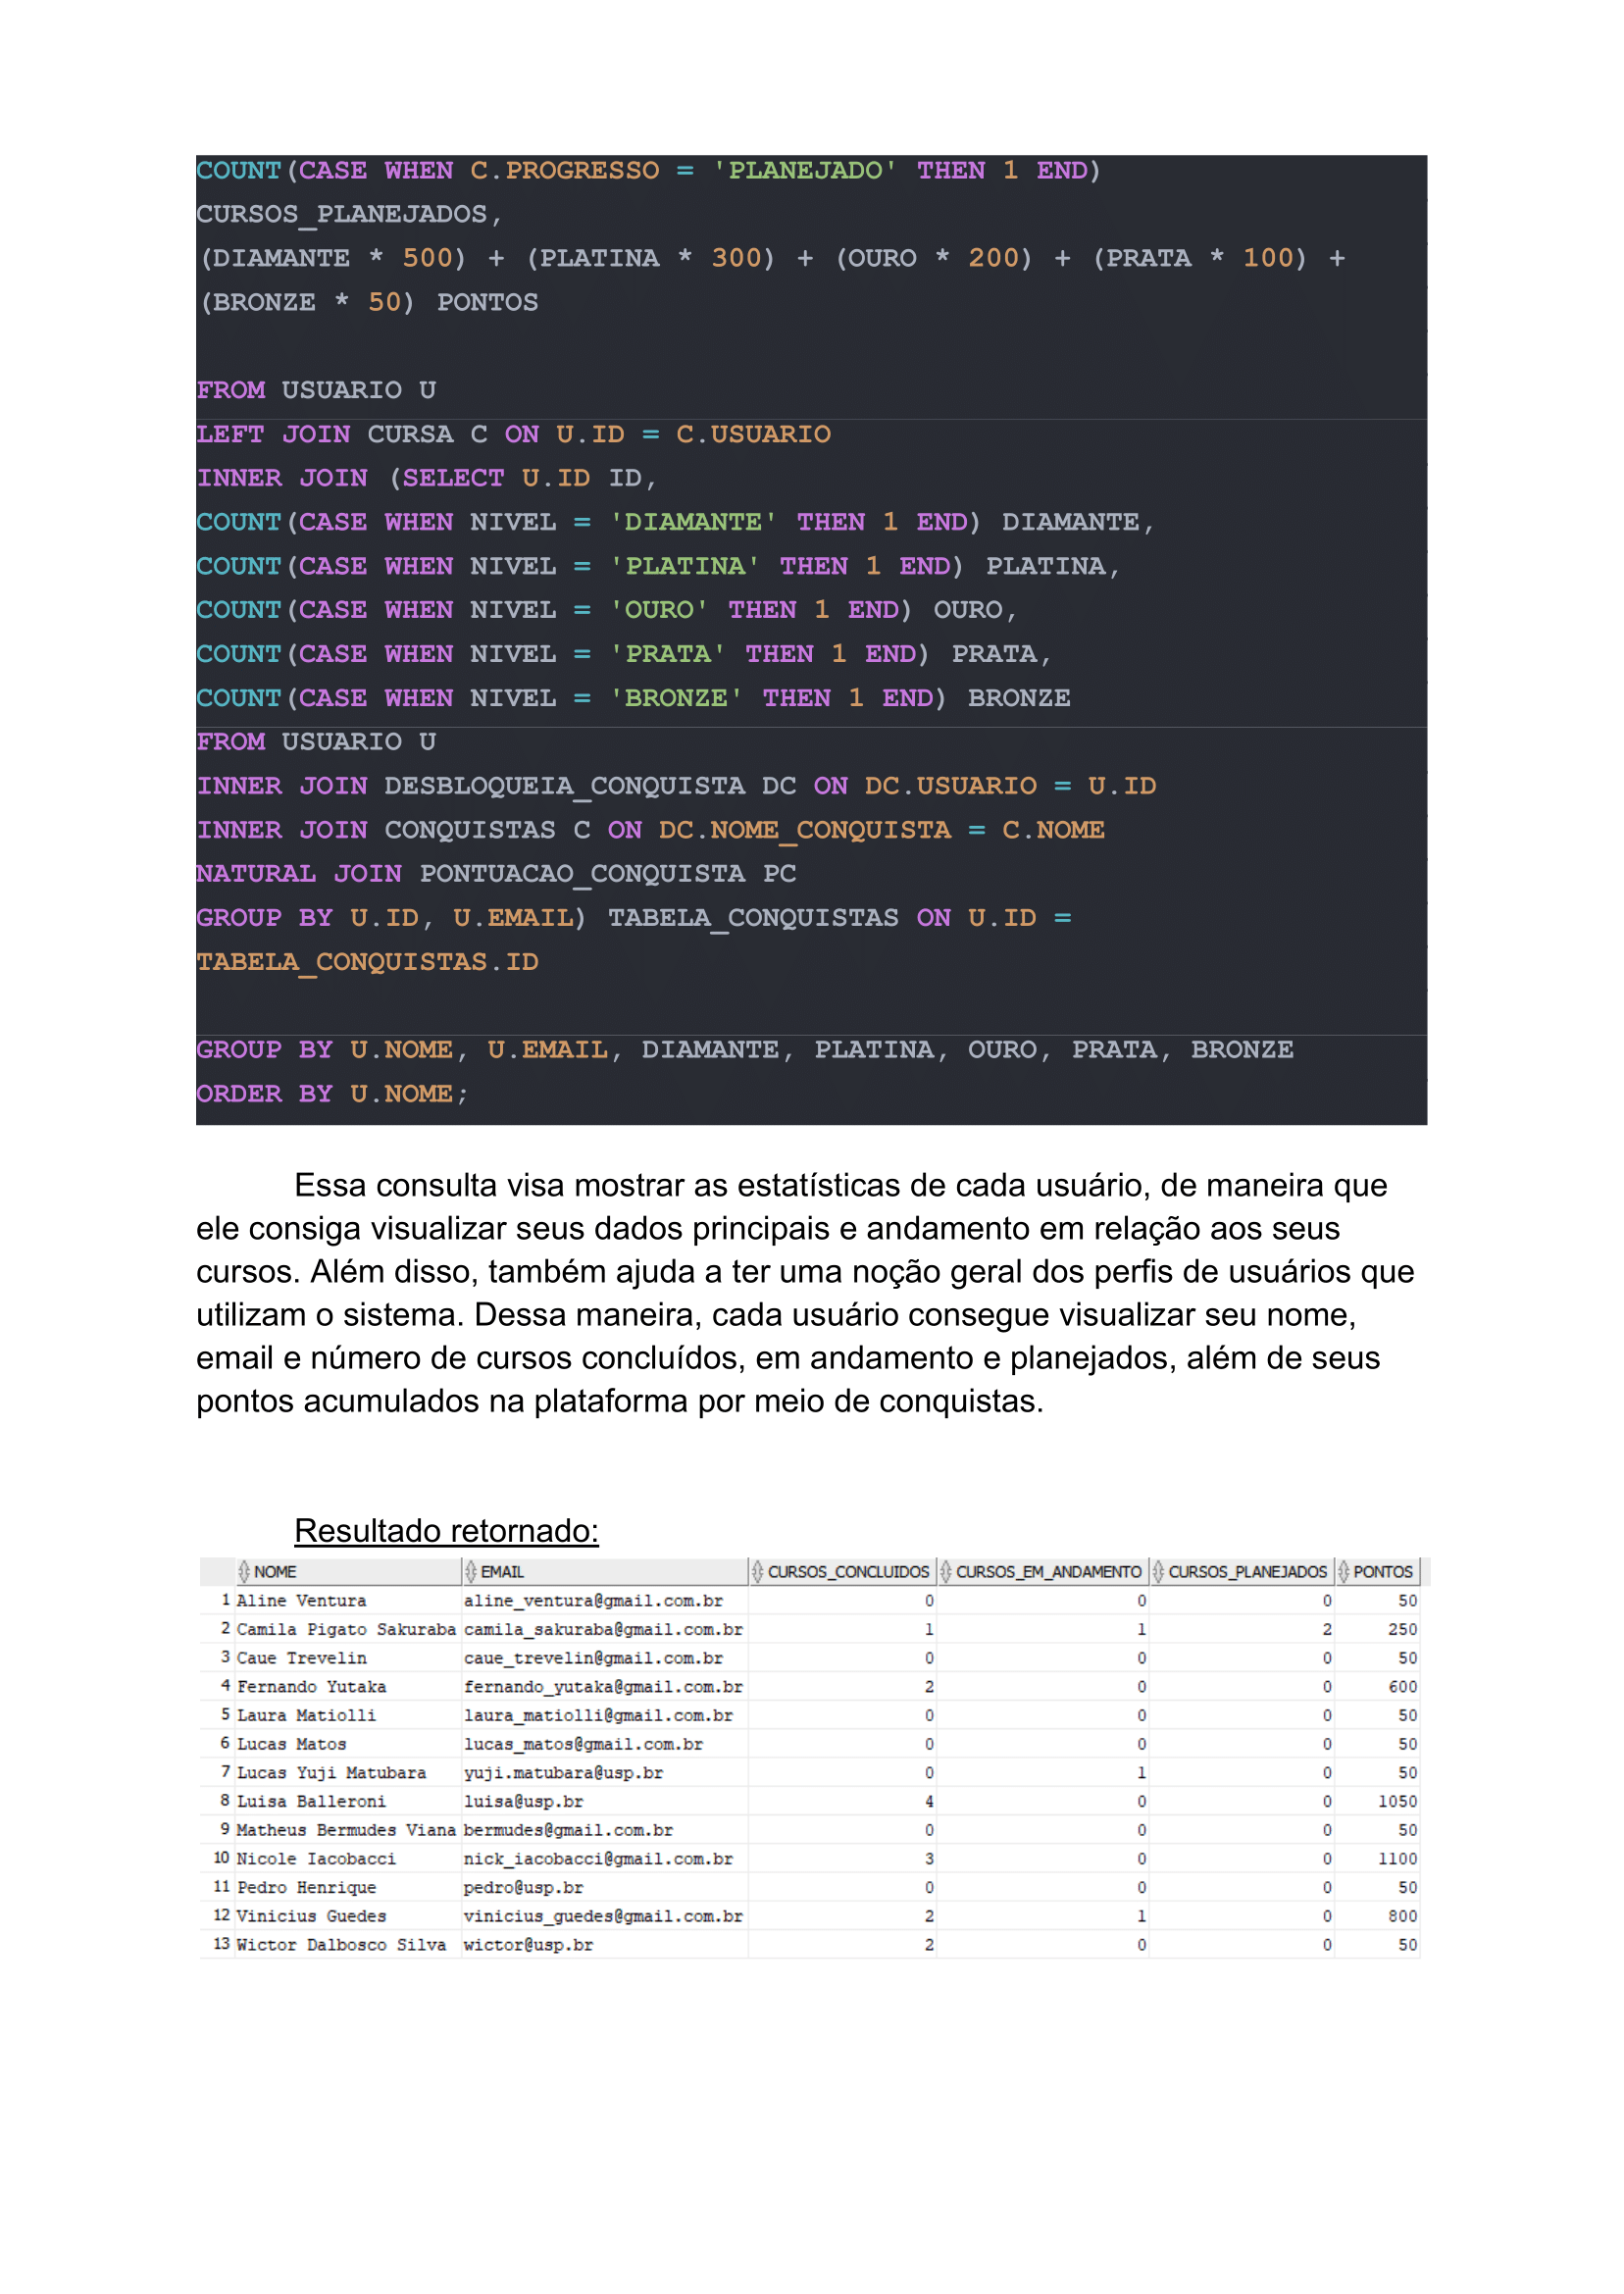 COUNT(CASE WHEN C.PROGRESSO = 'PLANEJADO' THEN 1 END)
CURSOS_PLANEJADOS,
(DIAMANTE * 500) + (PLATINA * 300) + (OURO * 200) + (PRATA * 100) +
(BRONZE * 50) PONTOS
FROM USUARIO U
LEFT JOIN CURSA C ON U.ID = C.USUARIO
INNER JOIN (SELECT U.ID ID,
COUNT(CASE WHEN NIVEL = 'DIAMANTE' THEN 1 END) DIAMANTE,
COUNT(CASE WHEN NIVEL = 'PLATINA' THEN 1 END) PLATINA,
COUNT(CASE WHEN NIVEL = 'OURO' THEN 1 END) OURO,
COUNT(CASE WHEN NIVEL = 'PRATA' THEN 1 END) PRATA,
COUNT(CASE WHEN NIVEL = 'BRONZE' THEN 1 END) BRONZE
FROM USUARIO U
INNER JOIN DESBLOQUEIA_CONQUISTA DC ON DC.USUARIO = U.ID
INNER JOIN CONQUISTAS C ON DC.NOME_CONQUISTA = C.NOME
NATURAL JOIN PONTUACAO_CONQUISTA PC
GROUP BY U.ID, U.EMAIL) TABELA_CONQUISTAS ON U.ID =
TABELA_CONQUISTAS.ID
GROUP BY U.NOME, U.EMAIL, DIAMANTE, PLATINA, OURO, PRATA, BRONZE
ORDER BY U.NOME;
Essa consulta visa mostrar as estatísticas de cada usuário, de maneira que
ele consiga visualizar seus dados principais e andamento em relação aos seus
cursos. Além disso, também ajuda a ter uma noção geral dos perfis de usuários que
utilizam o sistema. Dessa maneira, cada usuário consegue visualizar seu nome,
email e número de cursos concluídos, em andamento e planejados, além de seus
pontos acumulados na plataforma por meio de conquistas.
Resultado retornado:
NOME EMAIL CURSOS_CONCLUIDOS CURSOS_EM_ANDAMENTO CURSOS_PLANEJADOS PONTOS
1 Aline Ventura aline_ventura@gmail.com.br 0 0 0 50
2 Camila Pigato Sakuraba camila_sakuraba@gmail.com.br 1 1 2 250
3 Caue Trevelin caue_trevelin@gmail.com.br 0 0 0 50
4 Fernando Yutaka fernando_yutaka@gmail.com.br 2 0 0 600
5 Laura Matiolli laura_matiolli@gmail.com.br 0 0 0 50
6 Lucas Matos lucas_matos@gmail.com.br 0 0 0 50
7 Lucas Yuji Matubara yuji.matubara@usp.br 0 1 0 50
8 Luisa Balleroni luisa@usp.br 4 0 0 1050
9 Matheus Bermudes Viana bermudes@gmail.com.br 0 0 0 50
10 Nicole Iacobacci nick_iacobacci@gmail.com.br 3 0 0 1100
11 Pedro Henrique pedro@usp.br 0 0 0 50
12 Vinicius Guedes vinicius_guedes@gmail.com.br 2 1 0 800
13 Wictor Dalbosco Silva wictor@usp.br 2 0 0 50